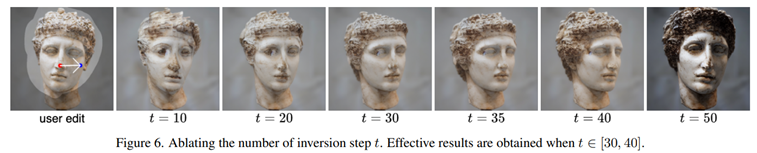 user edit t = 10 t = 20 t = 30 t = 35 t = 40 t = 50
Figure 6. Ablating the number of inversion step t. Effective results are obtained when t ∈ [30, 40].